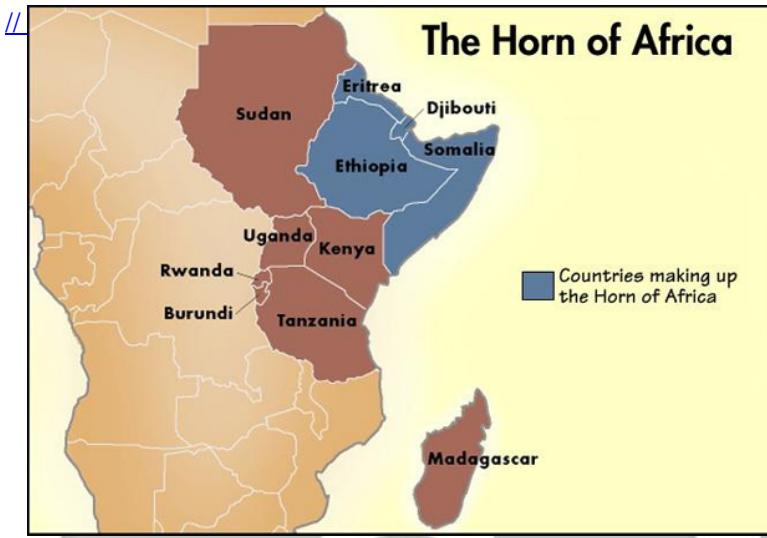 //
The Horn of Africa
Eritrea
Djibouti
Sudan
Somalia
Ethiopia
Uganda
Kenya
Rwanda
Burundi
Tanzania
Countries making up
the Horn of Africa
Madagascar